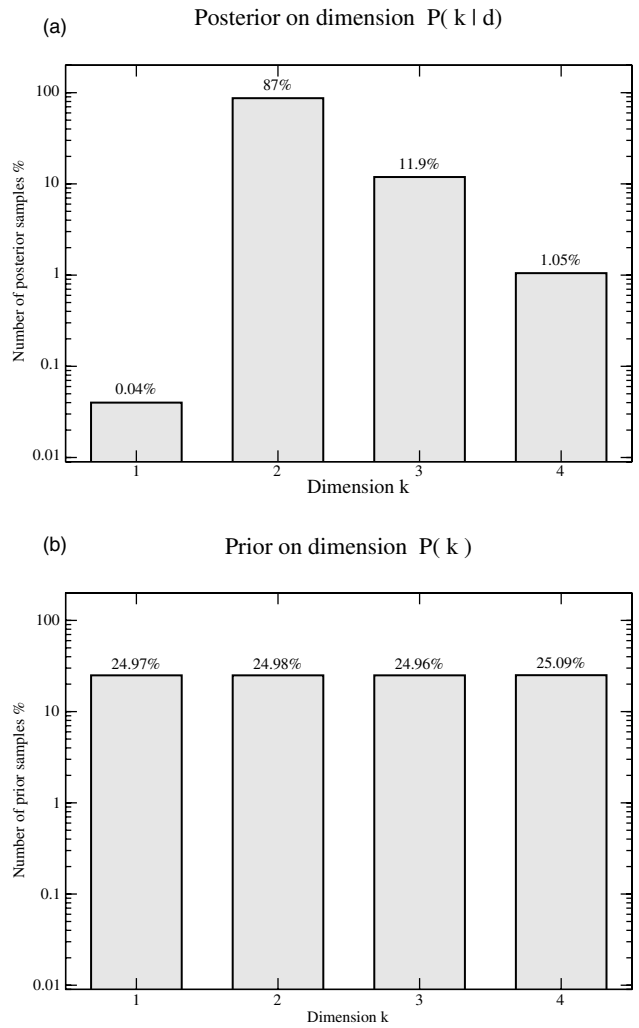 (a)
Posterior on dimension P( k | d)
Number of posterior samples %
100
10
1
0.1
0.01
0.04%
87%
11.9%
1.05%
1 2 3 4
Dimension k
(b)
Prior on dimension P( k )
Number of prior samples %
100
10
1
0.1
0.01
24.97% 24.98% 24.96% 25.09%
1 2 3 4
Dimension k